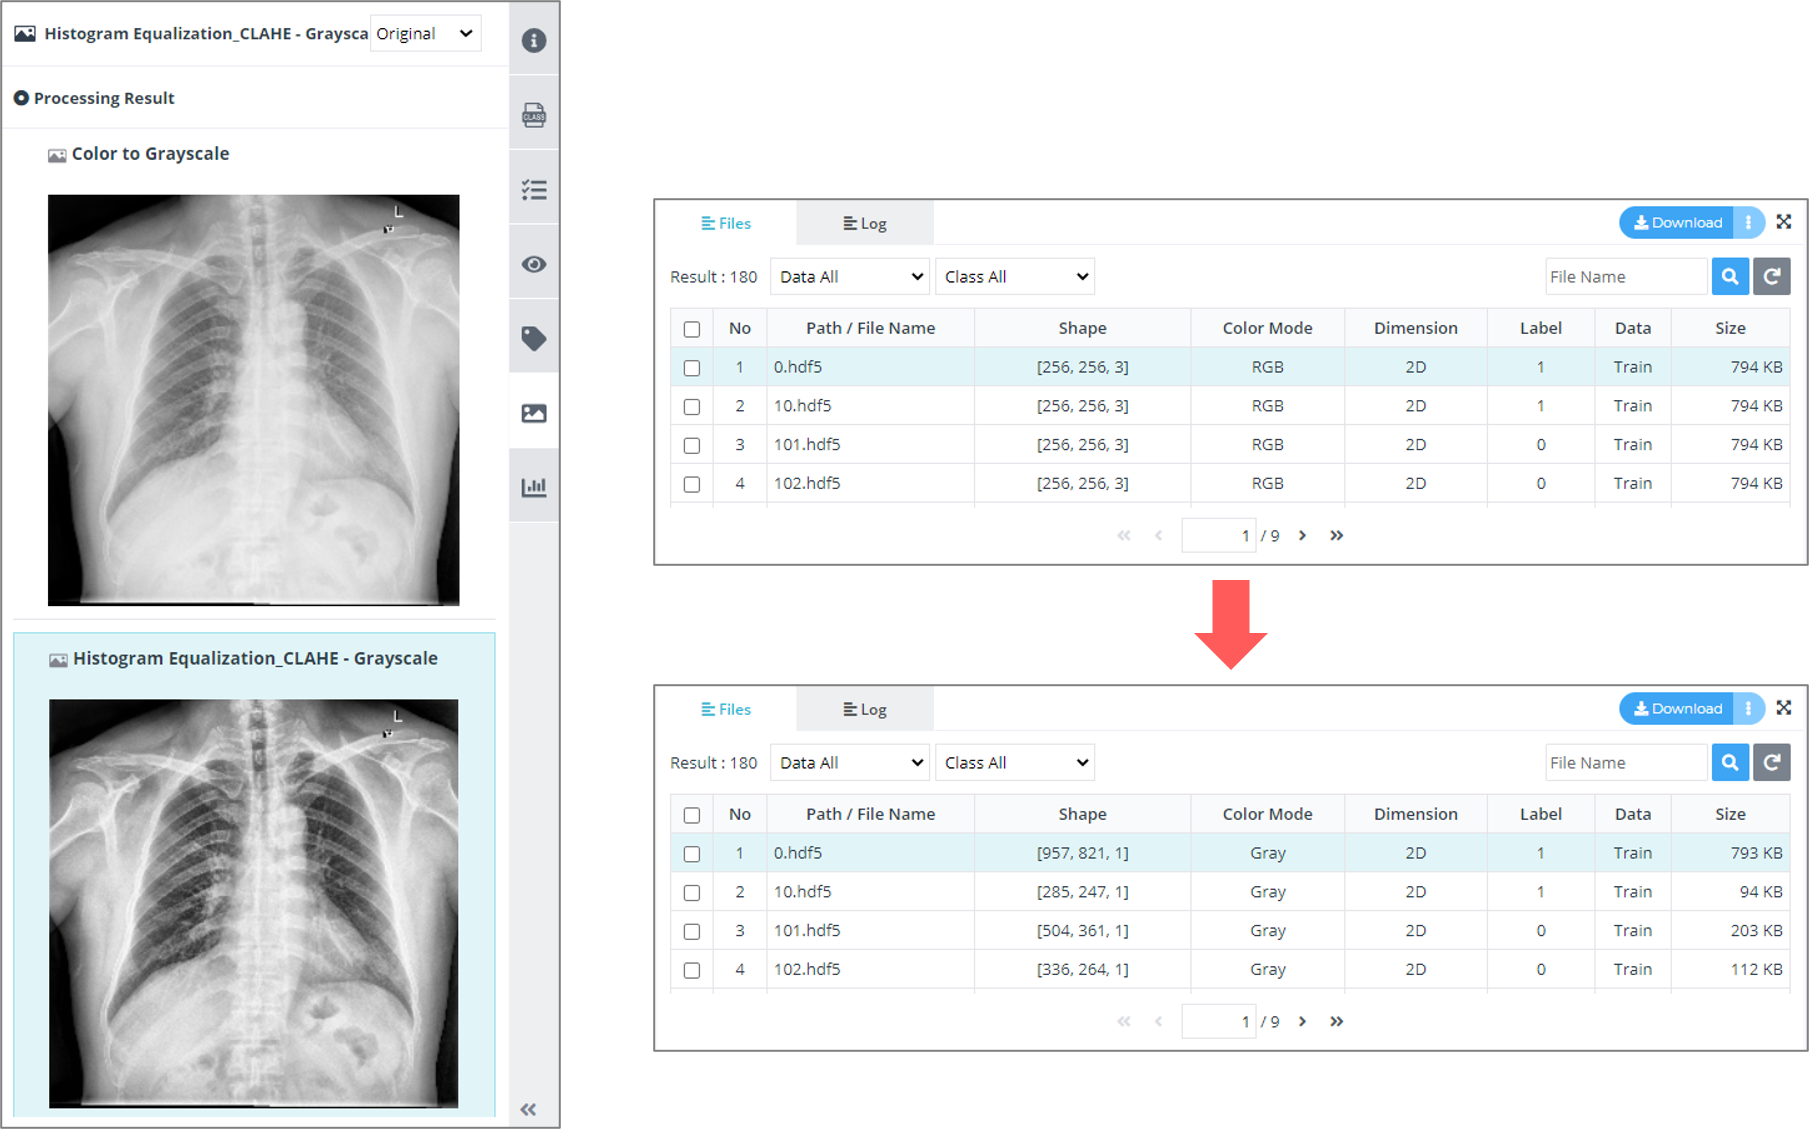 Histogram Equalization_CLAHE - Graysca Original
Processing Result
Color to Grayscale
L
Histogram Equalization_CLAHE - Grayscale
L
CLASS
Files Log Download
Result : 180 Data All Class All File Name
No Path / File Name Shape Color Mode Dimension Label Data Size
1 0.hdf5 [256, 256, 3] RGB 2D 1 Train 794 KB
2 10.hdf5 [256, 256, 3] RGB 2D 1 Train 794 KB
3 101.hdf5 [256, 256, 3] RGB 2D 0 Train 794 KB
4 102.hdf5 [256, 256, 3] RGB 2D 0 Train 794 KB
« ‹ 1 / 9 › »
Files Log Download
Result : 180 Data All Class All File Name
No Path / File Name Shape Color Mode Dimension Label Data Size
1 0.hdf5 [957, 821, 1] Gray 2D 1 Train 793 KB
2 10.hdf5 [285, 247, 1] Gray 2D 1 Train 94 KB
3 101.hdf5 [504, 361, 1] Gray 2D 0 Train 203 KB
4 102.hdf5 [336, 264, 1] Gray 2D 0 Train 112 KB
« ‹ 1 / 9 › »